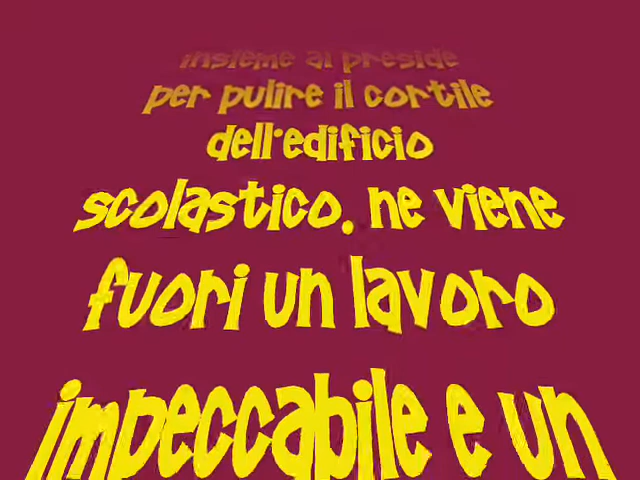 insieme al preside
per pulire il cortile
dell'edificio
scolastico. ne viene
fuori un lavoro
impeccabile e un